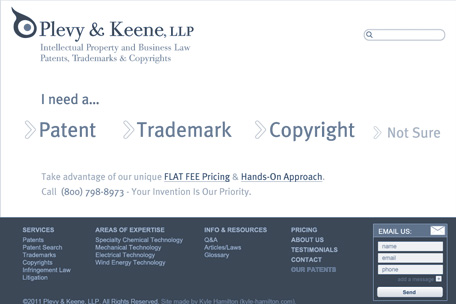 Plevy & Keene, LLP
Intellectual Property and Business Law
Patents, Trademarks & Copyrights
I need a...
Patent Trademark Copyright Not Sure
Take advantage of our unique FLAT FEE Pricing & Hands-On Approach.
Call (800) 798-8973 - Your Invention Is Our Priority.
SERVICES
Patents
Patent Search
Trademarks
Copyrights
Infringement Law
Litigation
AREAS OF EXPERTISE
Specialty Chemical Technology
Mechanical Technology
Electrical Technology
Wind Energy Technology
INFO & RESOURCES
Q&A
Articles/Laws
Glossary
PRICING
ABOUT US
TESTIMONIALS
CONTACT
OUR PATENTS
EMAIL US:
name
email
phone
add a message +
Send
©2011 Plevy & Keene, LLP. All Rights Reserved. Site made by Kyle Hamilton (kyle-hamilton.com).